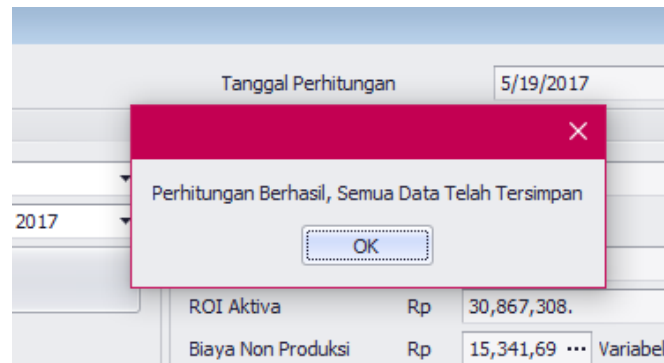 Tanggal Perhitungan 5/19/2017
Perhitungan Berhasil, Semua Data Telah Tersimpan
2017
OK
ROI Aktiva Rp 30,867,308.
Biaya Non Produksi Rp 15,341,69 ...